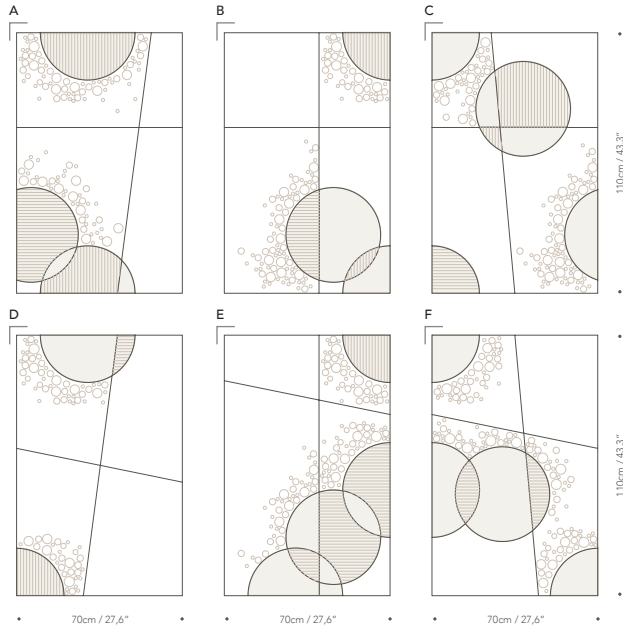 A
B
C
110cm / 43.3”
D
E
F
110cm / 43.3”
70cm / 27,6”
70cm / 27,6”
70cm / 27,6”